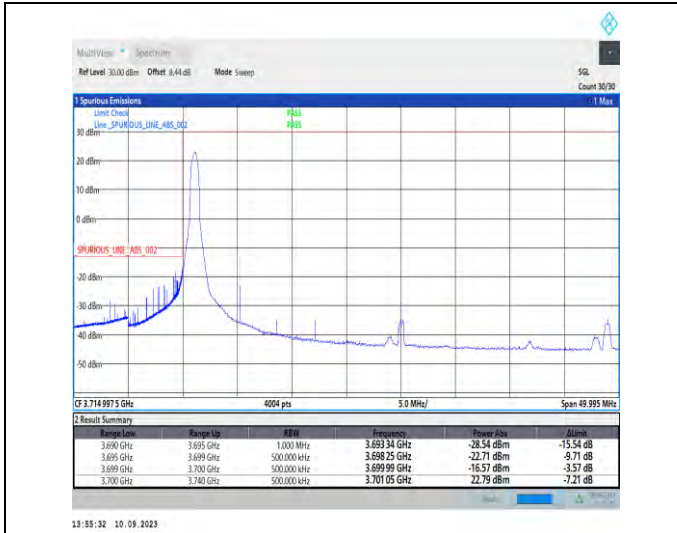 MultiView Spectrum
Ref Level 30.00 dBm Offset 8.44 dB Mode Sweep SGL
Count 30/30
1 Spurious Emissions 1 Max
Limit Check PASS
Line _SPURIOUS_LINE_ABS_002 PASS
30 dBm
20 dBm
10 dBm
0 dBm
SPURIOUS_LINE_ABS_002
-20 dBm
-30 dBm
-40 dBm
-50 dBm
CF 3.714 997 5 GHz 4004 pts 5.0 MHz/ Span 49.995 MHz
2 Result Summary
Range Low Range Up RBW Frequency Power Abs ΔLimit
3.690 GHz 3.695 GHz 1.000 MHz 3.693 34 GHz -28.54 dBm -15.54 dB
3.695 GHz 3.699 GHz 500.000 kHz 3.698 25 GHz -22.71 dBm -9.71 dB
3.699 GHz 3.700 GHz 500.000 kHz 3.699 99 GHz -16.57 dBm -3.57 dB
3.700 GHz 3.740 GHz 500.000 kHz 3.701 05 GHz 22.79 dBm -7.21 dB
13:55:32 10.09.2023